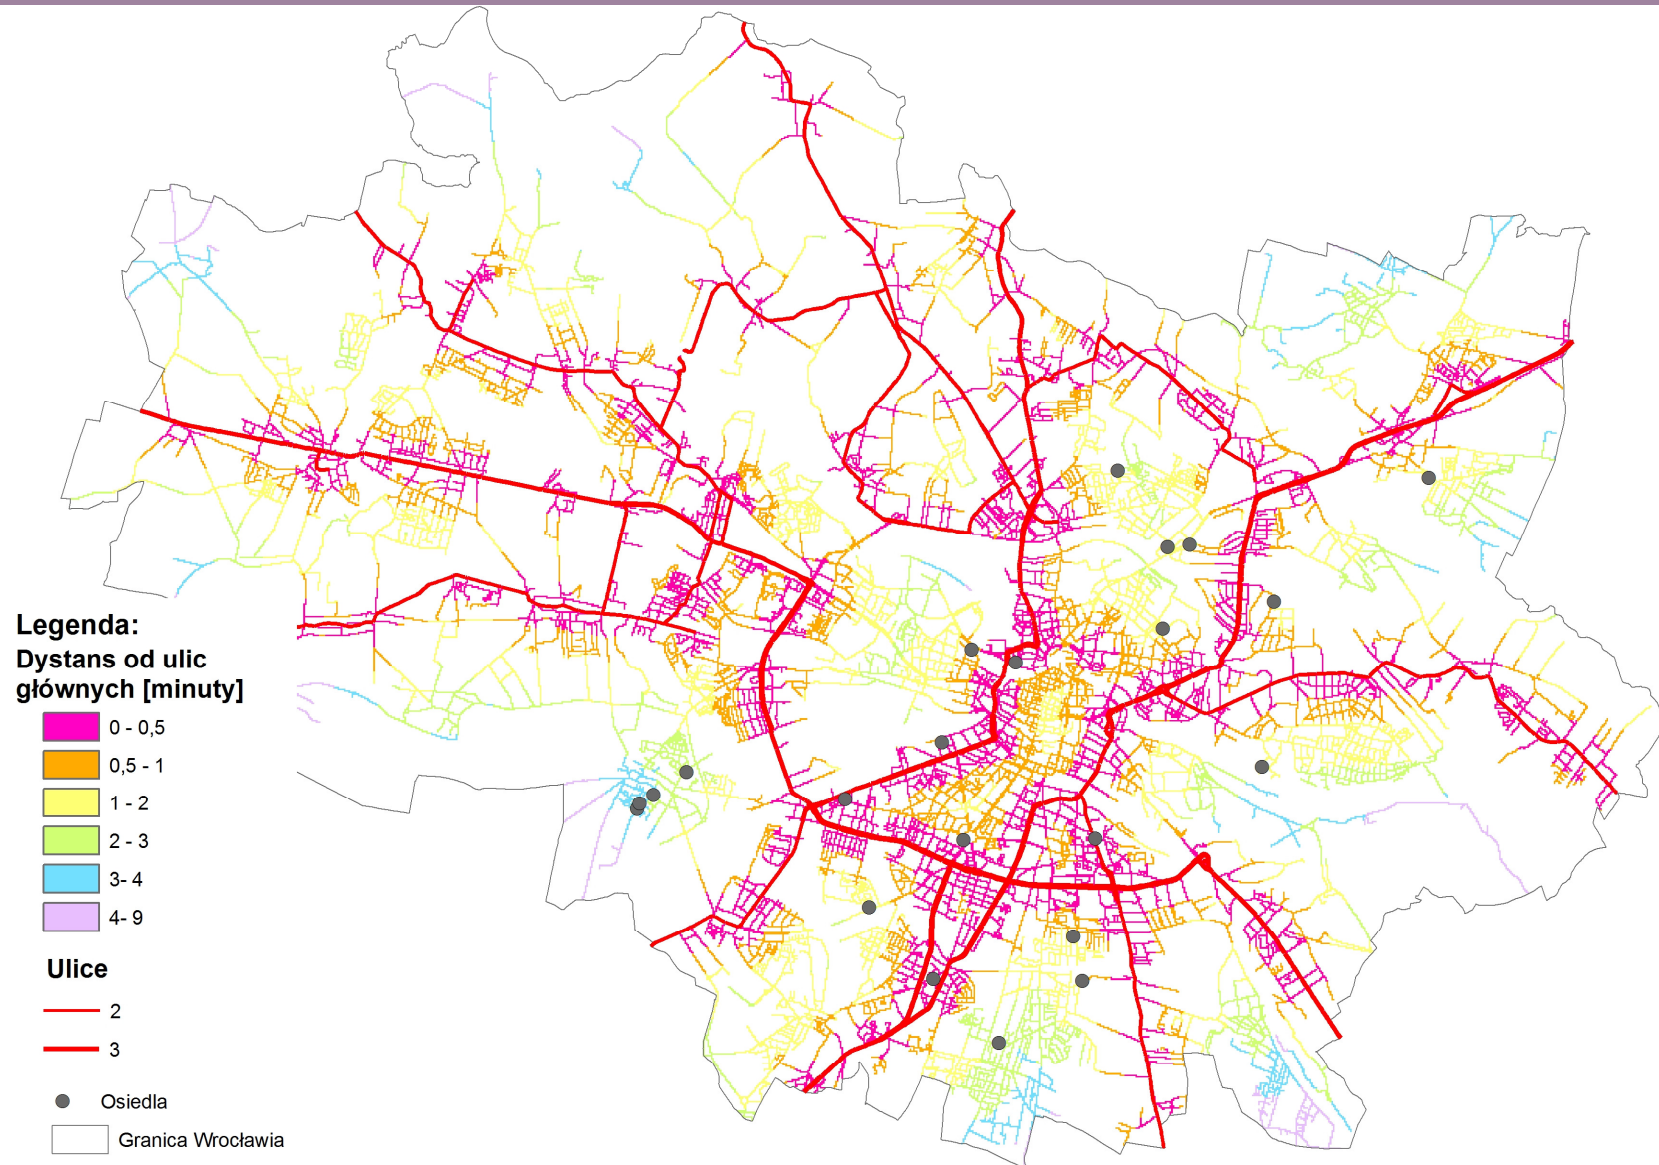 Legenda:
Dystans od ulic
głównych [minuty]
0 - 0,5
0,5 - 1
1 - 2
2 - 3
3- 4
4- 9
Ulice
2
3
Osiedla
Granica Wrocławia